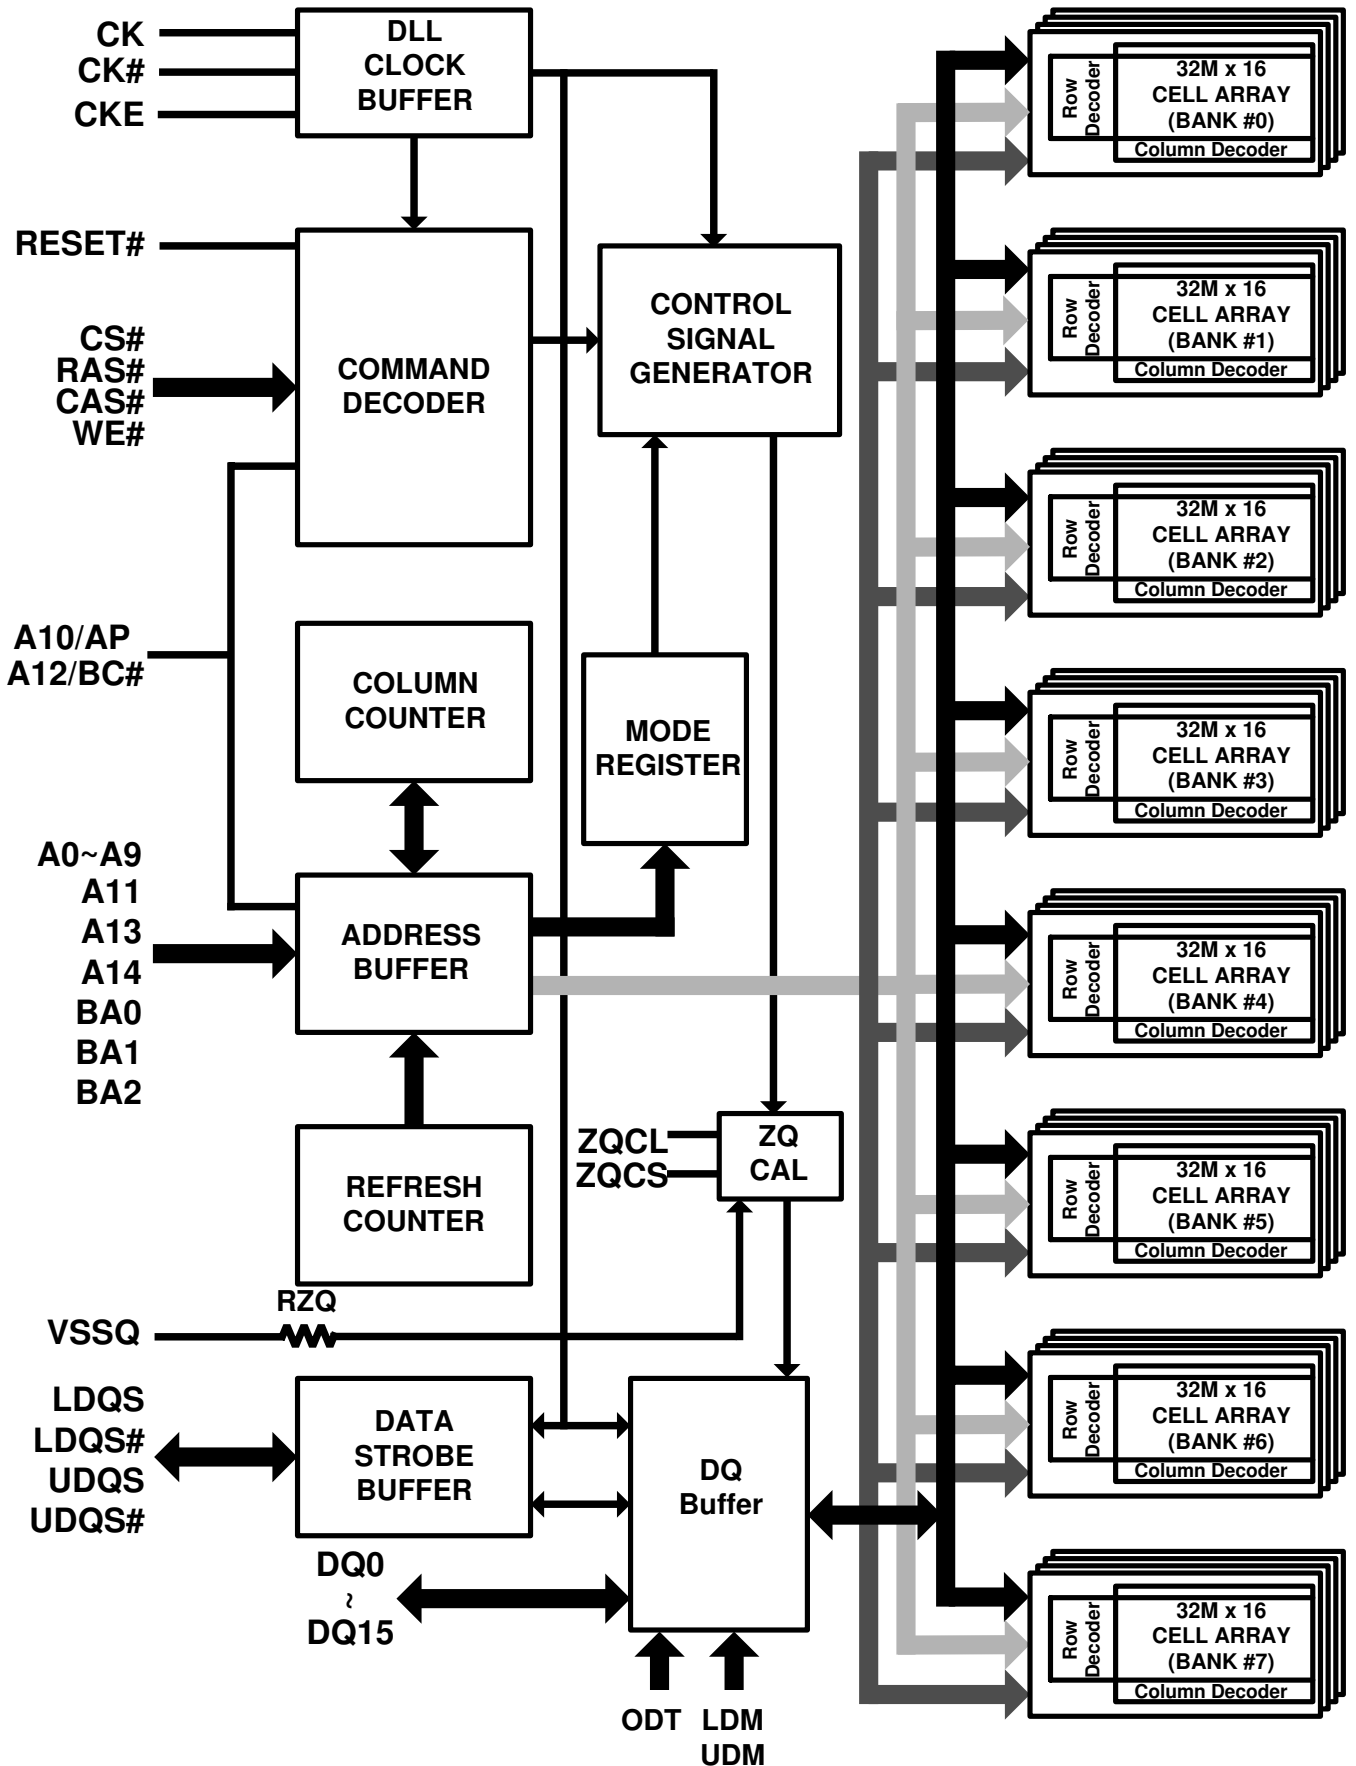 CK
CK#
CKE
DLL
CLOCK
BUFFER
RESET#
CS#
RAS#
CAS#
WE#
COMMAND
DECODER
CONTROL
SIGNAL
GENERATOR
A10/AP
A12/BC#
COLUMN
COUNTER
MODE
REGISTER
A0~A9
A11
A13
A14
BA0
BA1
BA2
ADDRESS
BUFFER
REFRESH
COUNTER
ZQCL
ZQCS
ZQ
CAL
RZQ
VSSQ
LDQS
LDQS#
UDQS
UDQS#
DATA
STROBE
BUFFER
DQ
Buffer
DQ0
~
DQ15
ODT
LDM
UDM
Row
Decoder
32M x 16
CELL ARRAY
(BANK #0)
Column Decoder
Row
Decoder
32M x 16
CELL ARRAY
(BANK #1)
Column Decoder
Row
Decoder
32M x 16
CELL ARRAY
(BANK #2)
Column Decoder
Row
Decoder
32M x 16
CELL ARRAY
(BANK #3)
Column Decoder
Row
Decoder
32M x 16
CELL ARRAY
(BANK #4)
Column Decoder
Row
Decoder
32M x 16
CELL ARRAY
(BANK #5)
Column Decoder
Row
Decoder
32M x 16
CELL ARRAY
(BANK #6)
Column Decoder
Row
Decoder
32M x 16
CELL ARRAY
(BANK #7)
Column Decoder